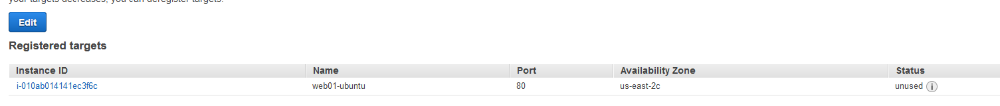 your targets decreases, you can deregister targets.
Edit
Registered targets
Instance ID Name Port Availability Zone Status
i-010ab014141ec3f6c web01-ubuntu 80 us-east-2c unused i